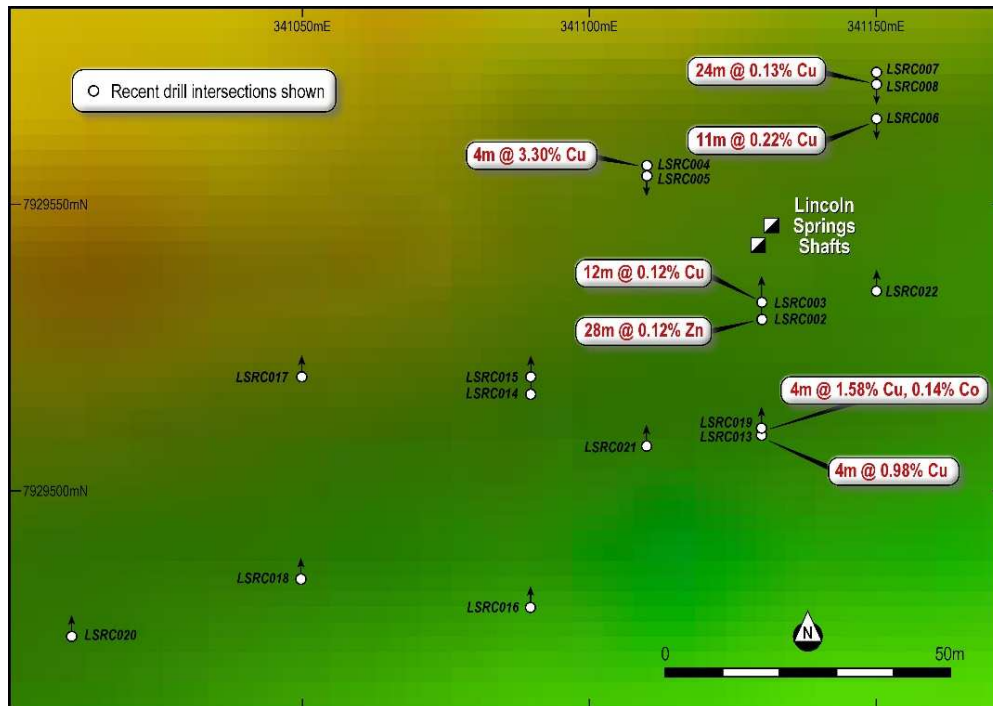 341050mE
341100mE
341150mE
Recent drill intersections shown
24m @ 0.13% Cu
LSRC007
LSRC008
11m @ 0.22% Cu
LSRC006
4m @ 3.30% Cu
LSRC004
LSRC005
7929550mN
Lincoln
Springs
Shafts
12m @ 0.12% Cu
LSRC003
LSRC022
28m @ 0.12% Zn
LSRC002
LSRC017
LSRC015
LSRC014
4m @ 1.58% Cu, 0.14% Co
LSRC019
LSRC013
LSRC021
4m @ 0.98% Cu
7929500mN
LSRC018
LSRC016
LSRC020
N
0
50m